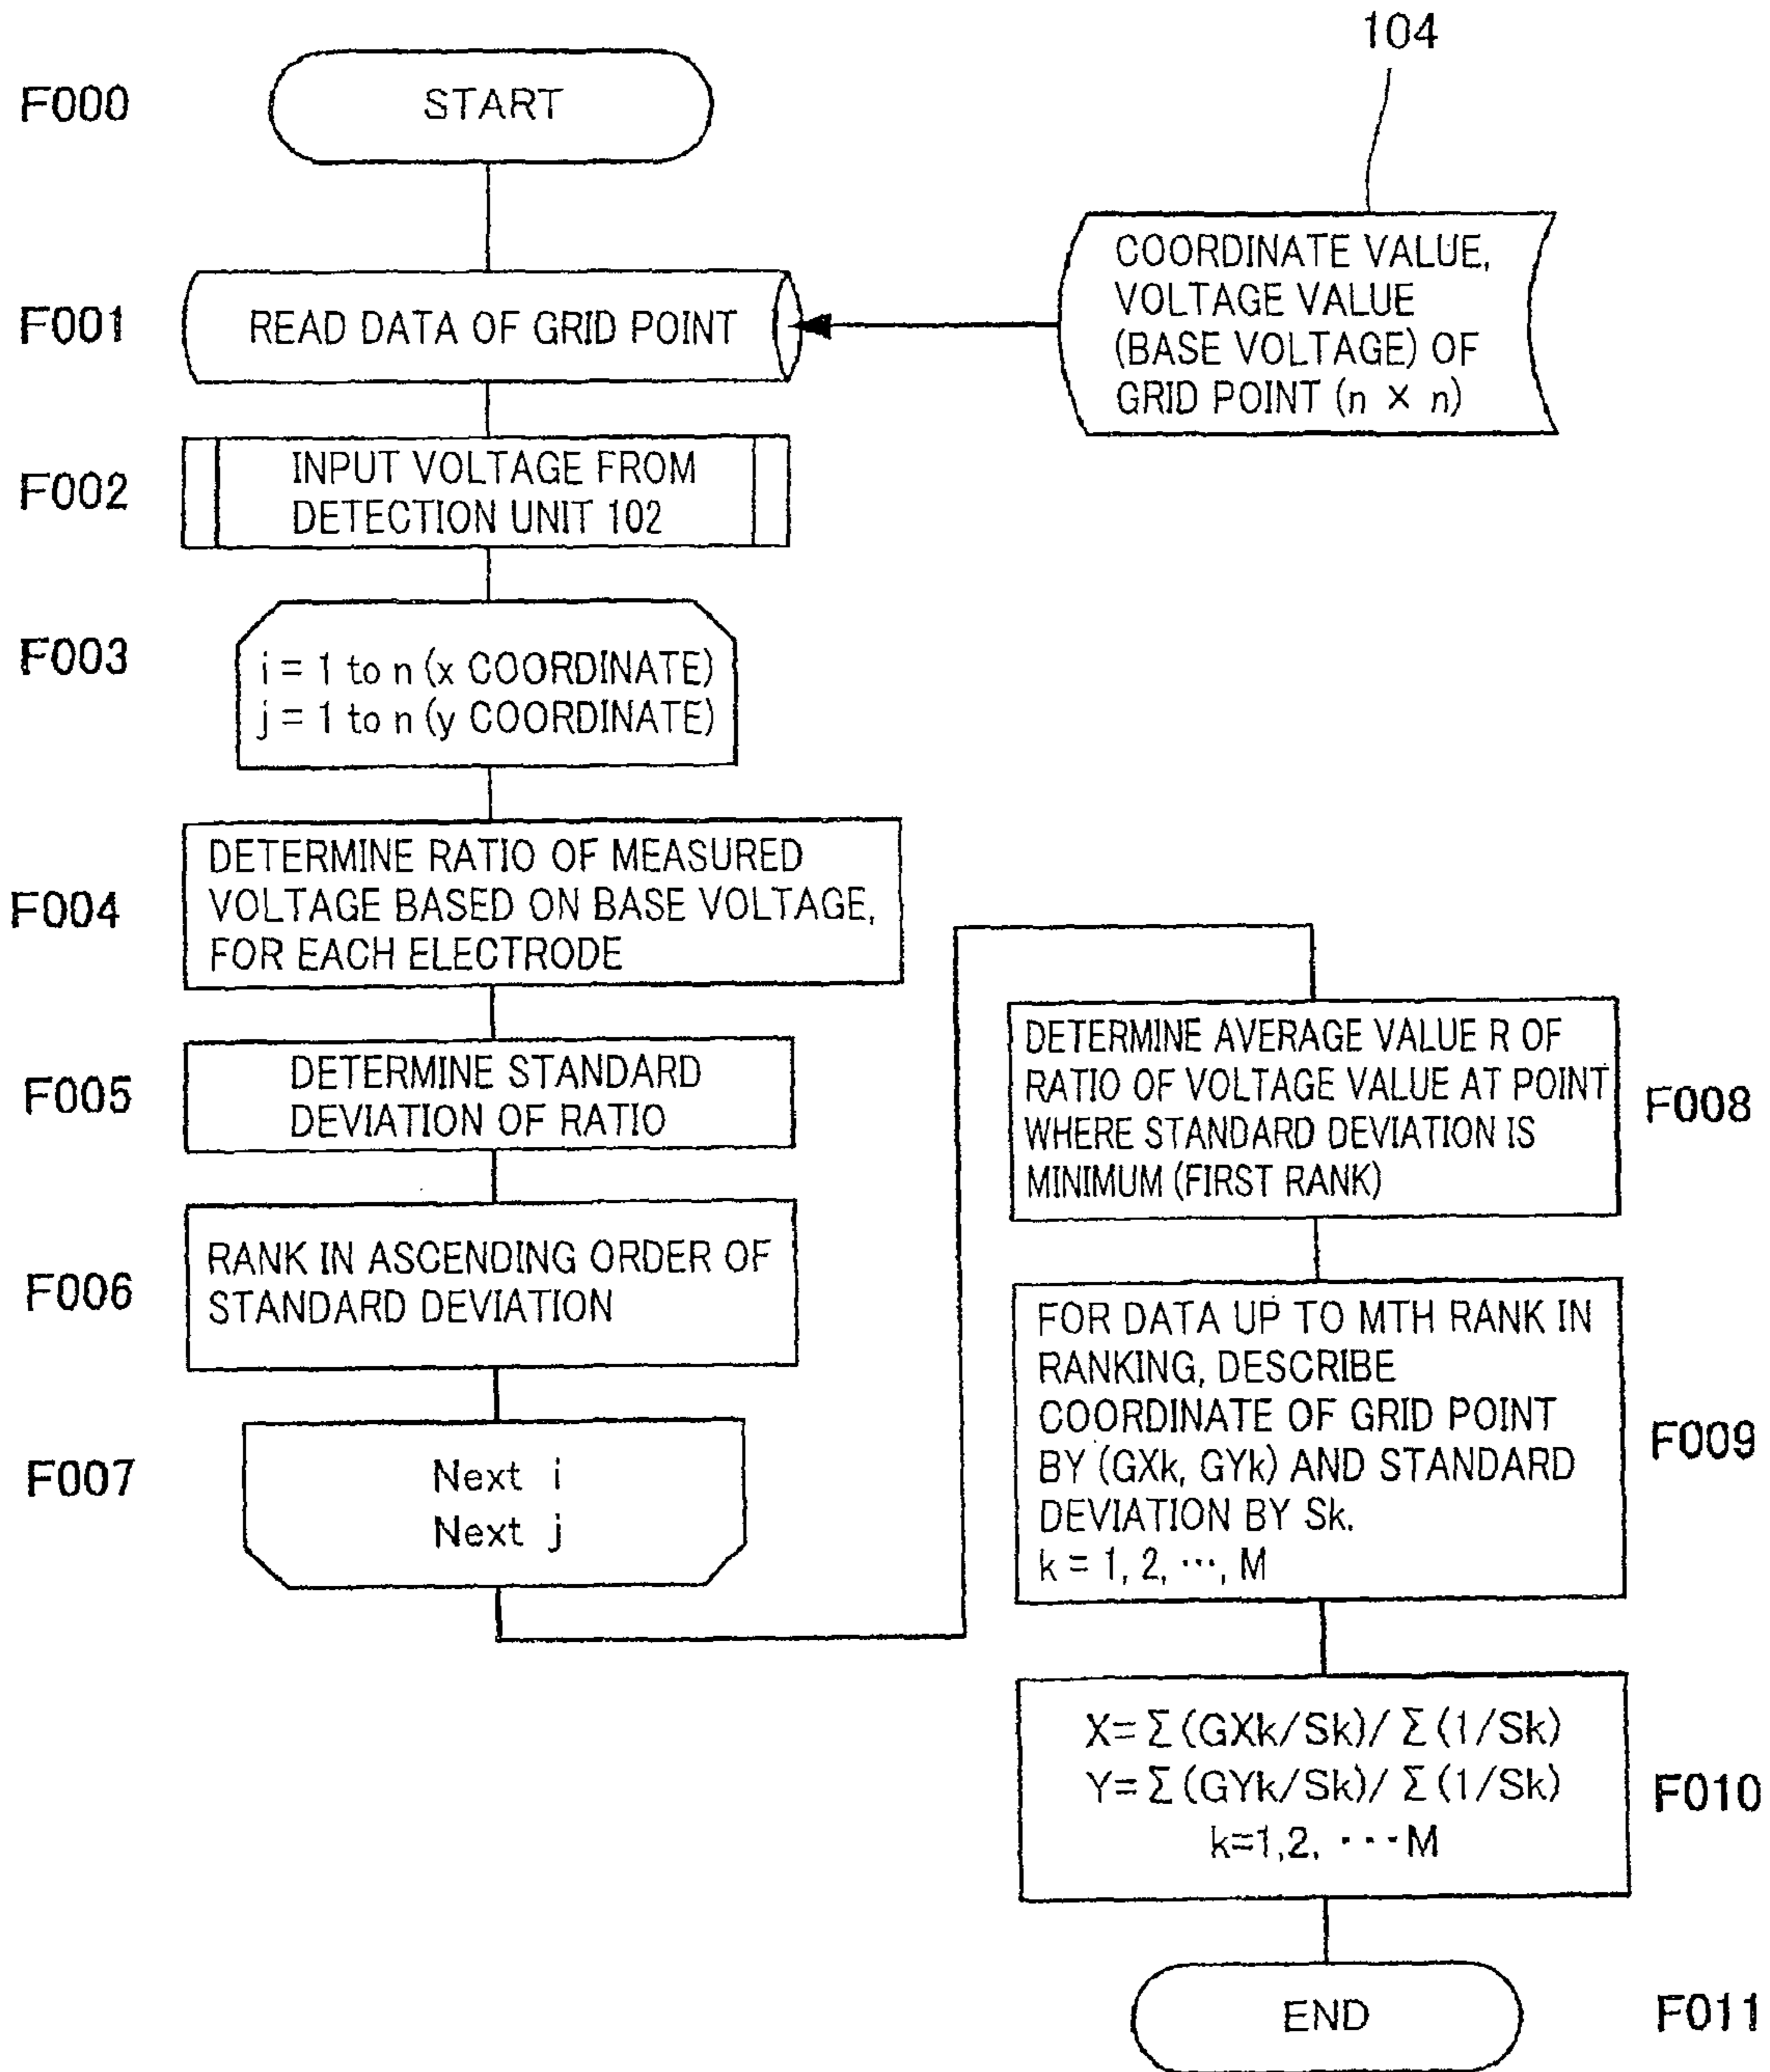 104
F000
START
F001
READ DATA OF GRID POINT
COORDINATE VALUE,
VOLTAGE VALUE
(BASE VOLTAGE) OF
GRID POINT (n × n)
F002
INPUT VOLTAGE FROM
DETECTION UNIT 102
F003
i = 1 to n (x COORDINATE)
j = 1 to n (y COORDINATE)
F004
DETERMINE RATIO OF MEASURED
VOLTAGE BASED ON BASE VOLTAGE,
FOR EACH ELECTRODE
F005
DETERMINE STANDARD
DEVIATION OF RATIO
F006
RANK IN ASCENDING ORDER OF
STANDARD DEVIATION
F007
Next i
Next j
DETERMINE AVERAGE VALUE R OF
RATIO OF VOLTAGE VALUE AT POINT
WHERE STANDARD DEVIATION IS
MINIMUM (FIRST RANK)
F008
FOR DATA UP TO MTH RANK IN
RANKING, DESCRIBE
COORDINATE OF GRID POINT
BY (GXk, GYk) AND STANDARD
DEVIATION BY Sk.
k = 1, 2, ···, M
F009
X=Σ(GXk/Sk)/Σ(1/Sk)
Y=Σ(GYk/Sk)/Σ(1/Sk)
k=1,2, ···M
F010
END
F011